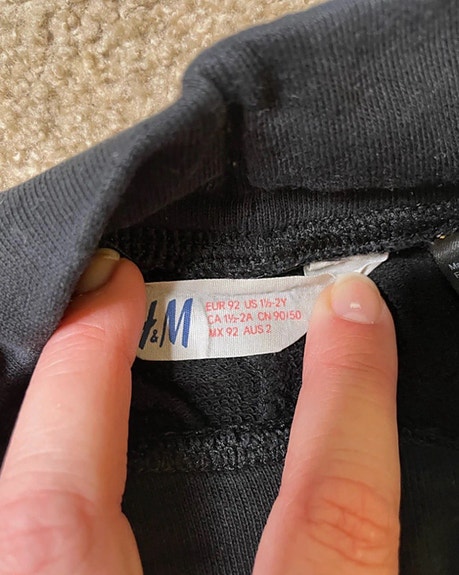 H&M
EUR 92 US 1½-2Y
CA 1½-2A CN 90/50
MX 92 AUS 2